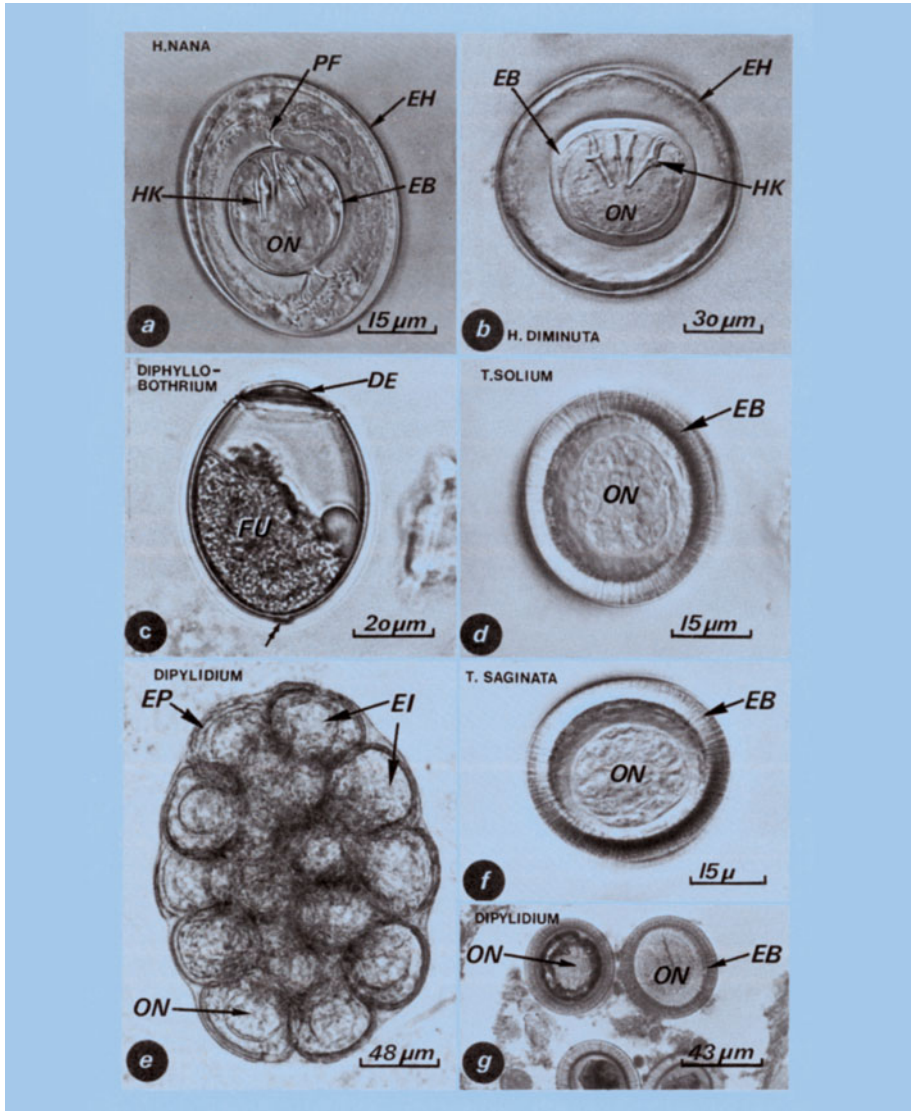 H.NANA
PF
EH
HK
EB
ON
a
15 µm
EB
EH
HK
ON
b
30 µm
H. DIMINUTA
DIPHYLLO-
BOTHRIUM
DE
FU
c
20 µm
T.SOLIUM
EB
ON
d
15 µm
DIPYLIDIUM
EP
EI
ON
e
48 µm
T. SAGINATA
EB
ON
f
15 µ
DIPYLIDIUM
ON
ON
EB
g
43 µm